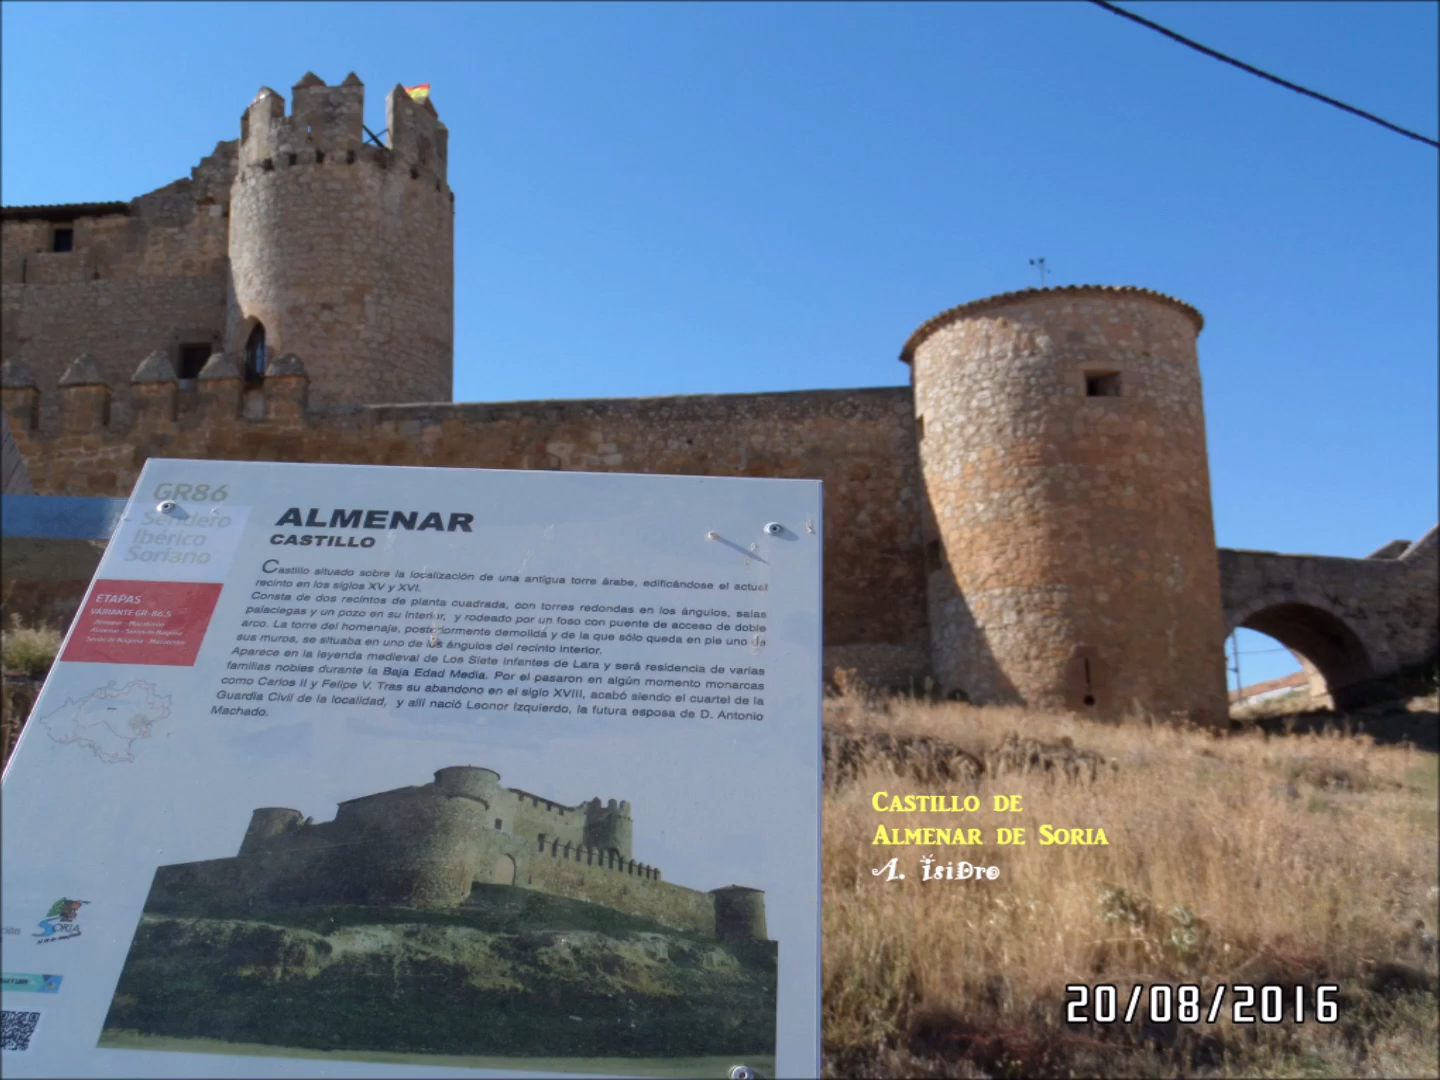 GR86
Sendero
Ibérico
Soriano
ETAPAS
VARIANTE GR-86.5
ALMENAR
CASTILLO
Castillo situado sobre la localización de una antigua torre árabe, edificándose el actual
recinto en los siglos XV y XVI.
Consta de dos recintos de planta cuadrada, con torres redondas en los ángulos, salas
palaciegas y un pozo en su interior, y rodeado por un foso con puente de acceso de doble
arco. La torre del homenaje, posteriormente demolida y de la que sólo queda en pie uno de
sus muros, se situaba en uno de los ángulos del recinto interior.
Aparece en la leyenda medieval de Los Siete Infantes de Lara y será residencia de varias
familias nobles durante la Baja Edad Media. Por el pasaron en algún momento monarcas
como Carlos II y Felipe V. Tras su abandono en el siglo XVIII, acabó siendo el cuartel de la
Guardia Civil de la localidad, y allí nació Leonor Izquierdo, la futura esposa de D. Antonio
Machado.
SORIA
CASTILLO DE
ALMENAR DE SORIA
A. IsiDro
20/08/2016